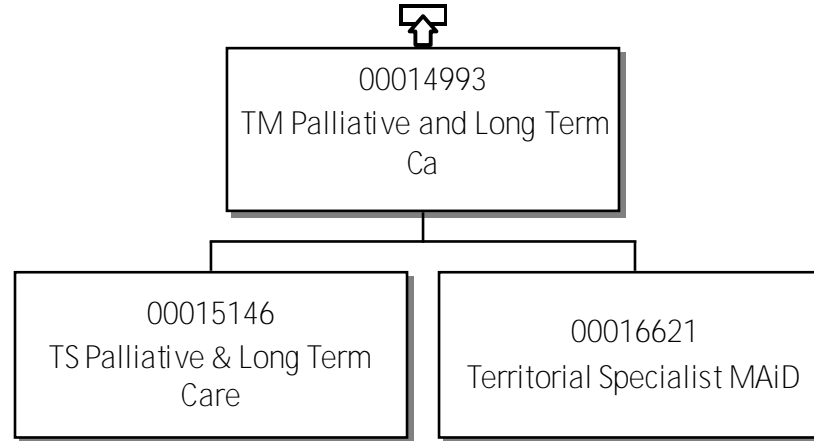 00014993
TM Palliative and Long Term
Ca
00015146
TS Palliative & Long Term
Care
00016621
Territorial Specialist MAiD